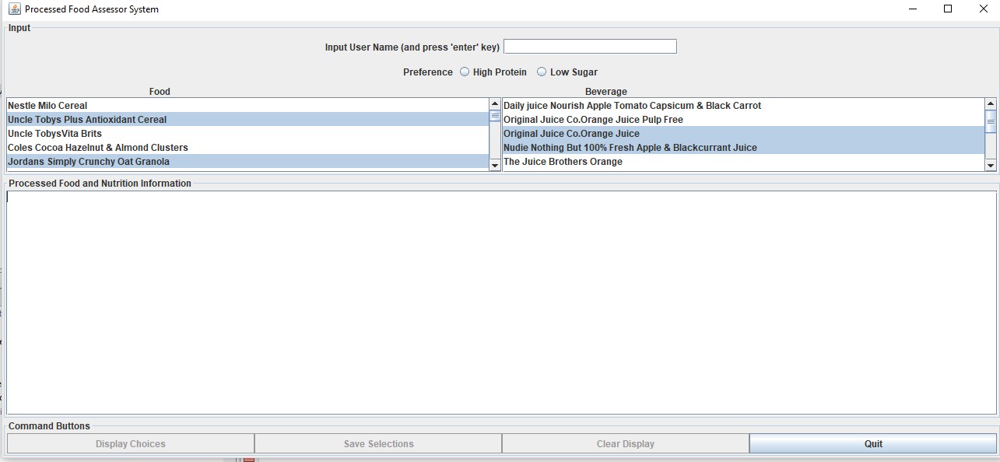 Processed Food Assessor System
Input
Input User Name (and press 'enter' key)
Preference High Protein Low Sugar
Food Beverage
Nestle Milo Cereal
Uncle Tobys Plus Antioxidant Cereal
Uncle TobysVita Brits
Coles Cocoa Hazelnut & Almond Clusters
Jordans Simply Crunchy Oat Granola
Daily juice Nourish Apple Tomato Capsicum & Black Carrot
Original Juice Co.Orange Juice Pulp Free
Original Juice Co.Orange Juice
Nudie Nothing But 100% Fresh Apple & Blackcurrant Juice
The Juice Brothers Orange
Processed Food and Nutrition Information
Command Buttons
Display Choices Save Selections Clear Display Quit